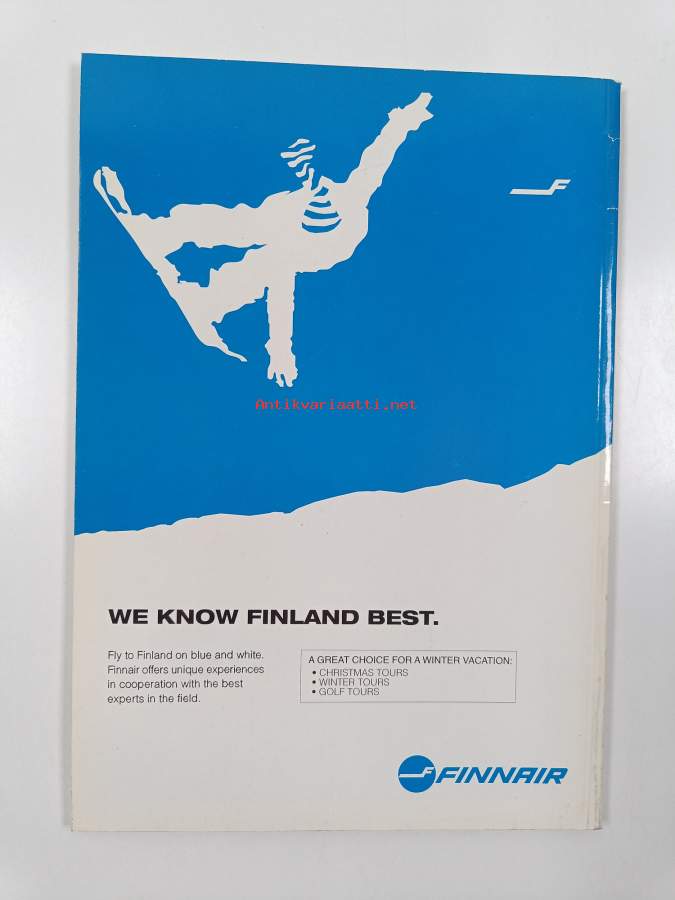 Antikvariaatti.net
WE KNOW FINLAND BEST.
Fly to Finland on blue and white.
Finnair offers unique experiences
in cooperation with the best
experts in the field.
A GREAT CHOICE FOR A WINTER VACATION:
• CHRISTMAS TOURS
• WINTER TOURS
• GOLF TOURS
FINNAIR